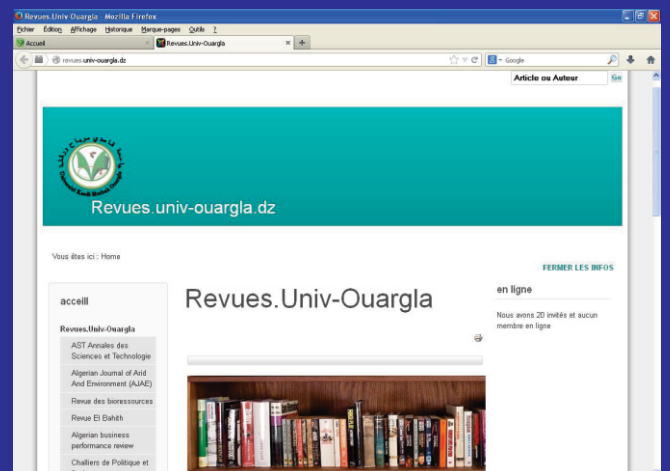 Revues.Univ-Ouargla - Mozilla Firefox
Fichier Édition Affichage Historique Marque-pages Outils ?
Accueil
Revues.Univ-Ouargla
revues.univ-ouargla.dz
Google
Article ou Auteur
Revues.univ-ouargla.dz
Vous êtes ici : Home
FERMER LES INFOS
acceill
Revues.Univ-Ouargla
AST Annales des
Sciences et Technologie
Algerian Journal of Arid
And Environment (AJAE)
Revue des bioressources
Revue El Bahith
Algerian business
performance review
Challiers de Politique et
Revues.Univ-Ouargla
en ligne
Nous avons 20 invités et aucun
membre en ligne